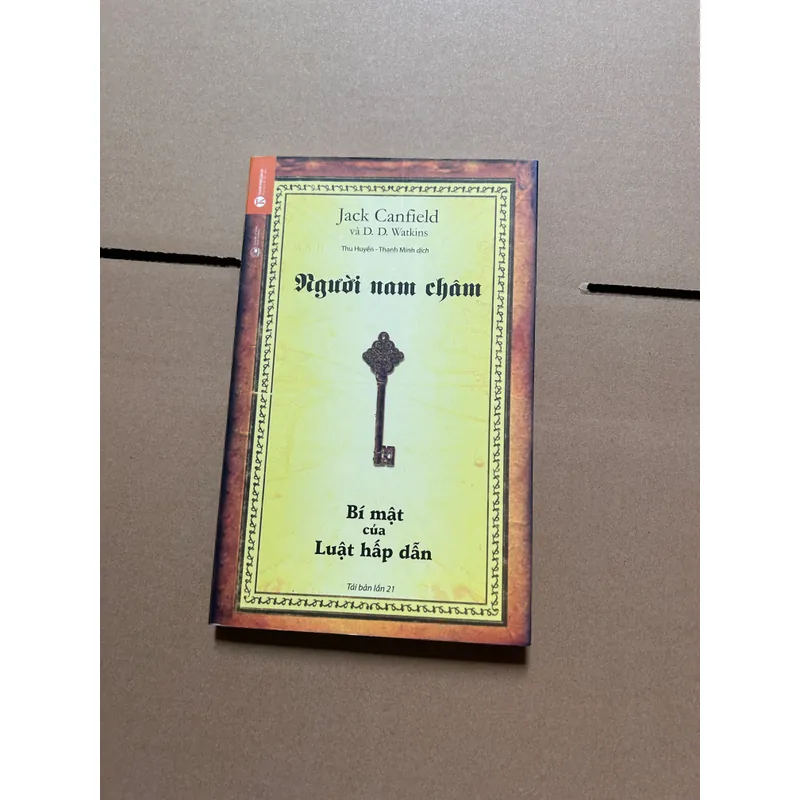 Jack Canfield
và D. D. Watkins
Thu Huyền - Thanh Minh dịch
Người nam châm
Bí mật
của
Luật hấp dẫn
Tái bản lần 21